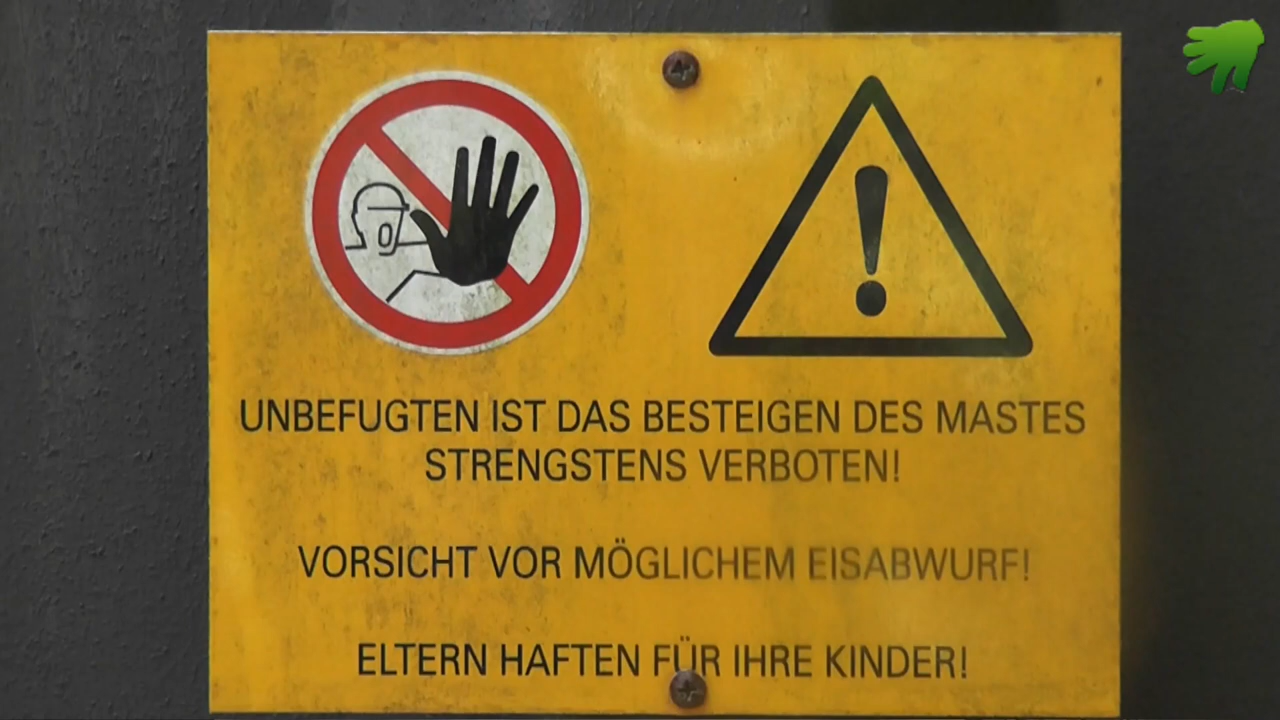 UNBEFUGTEN IST DAS BESTEIGEN DES MASTES
STRENGSTENS VERBOTEN!
VORSICHT VOR MÖGLICHEM EISABWURF!
ELTERN HAFTEN FÜR IHRE KINDER!